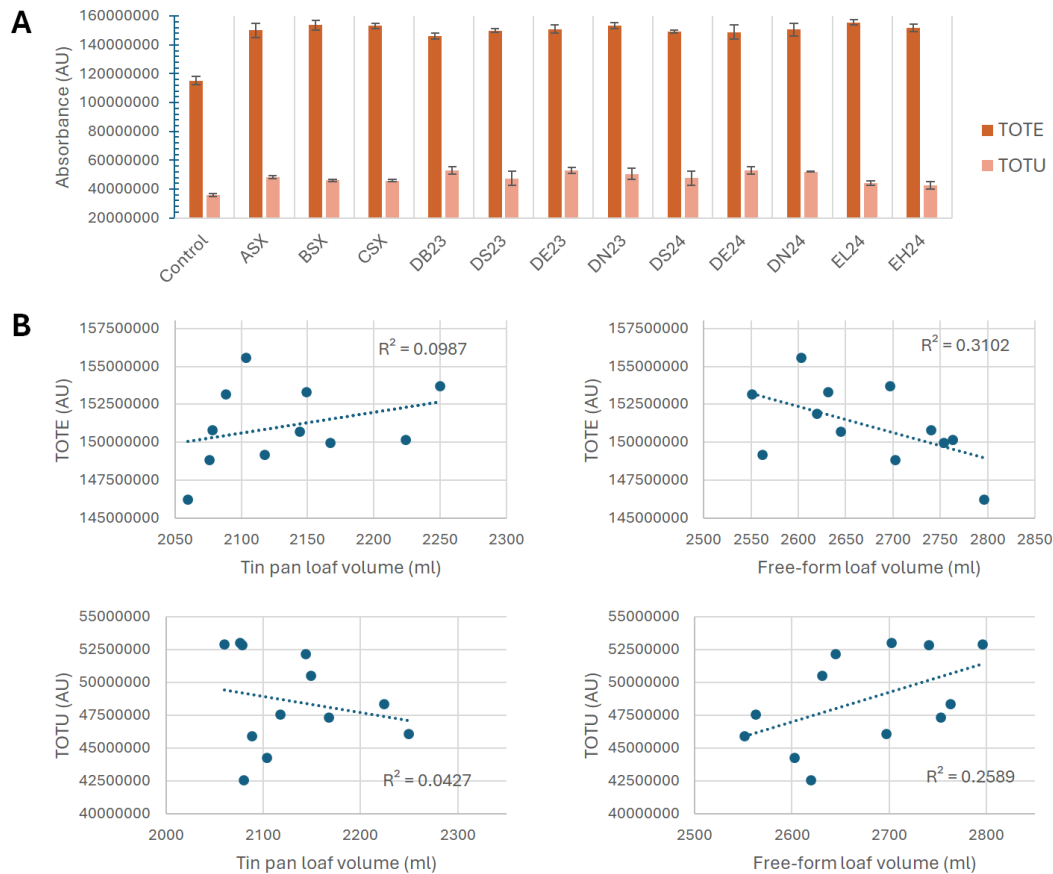 A
160000000
140000000
120000000
100000000
80000000
60000000
40000000
20000000
Absorbance (AU)
Control
ASX
BSX
CSX
DB23
DS23
DE23
DN23
DS24
DE24
DN24
EL24
EH24
TOTE
TOTU
B
157500000
155000000
152500000
150000000
147500000
145000000
TOTE (AU)
R² = 0.0987
2050 2100 2150 2200 2250 2300
Tin pan loaf volume (ml)
157500000
155000000
152500000
150000000
147500000
145000000
TOTE (AU)
R² = 0.3102
2500 2550 2600 2650 2700 2750 2800 2850
Free-form loaf volume (ml)
55000000
52500000
50000000
47500000
45000000
42500000
40000000
TOTU (AU)
R² = 0.0427
2000 2100 2200 2300
Tin pan loaf volume (ml)
55000000
52500000
50000000
47500000
45000000
42500000
40000000
TOTU (AU)
R² = 0.2589
2500 2600 2700 2800
Free-form loaf volume (ml)